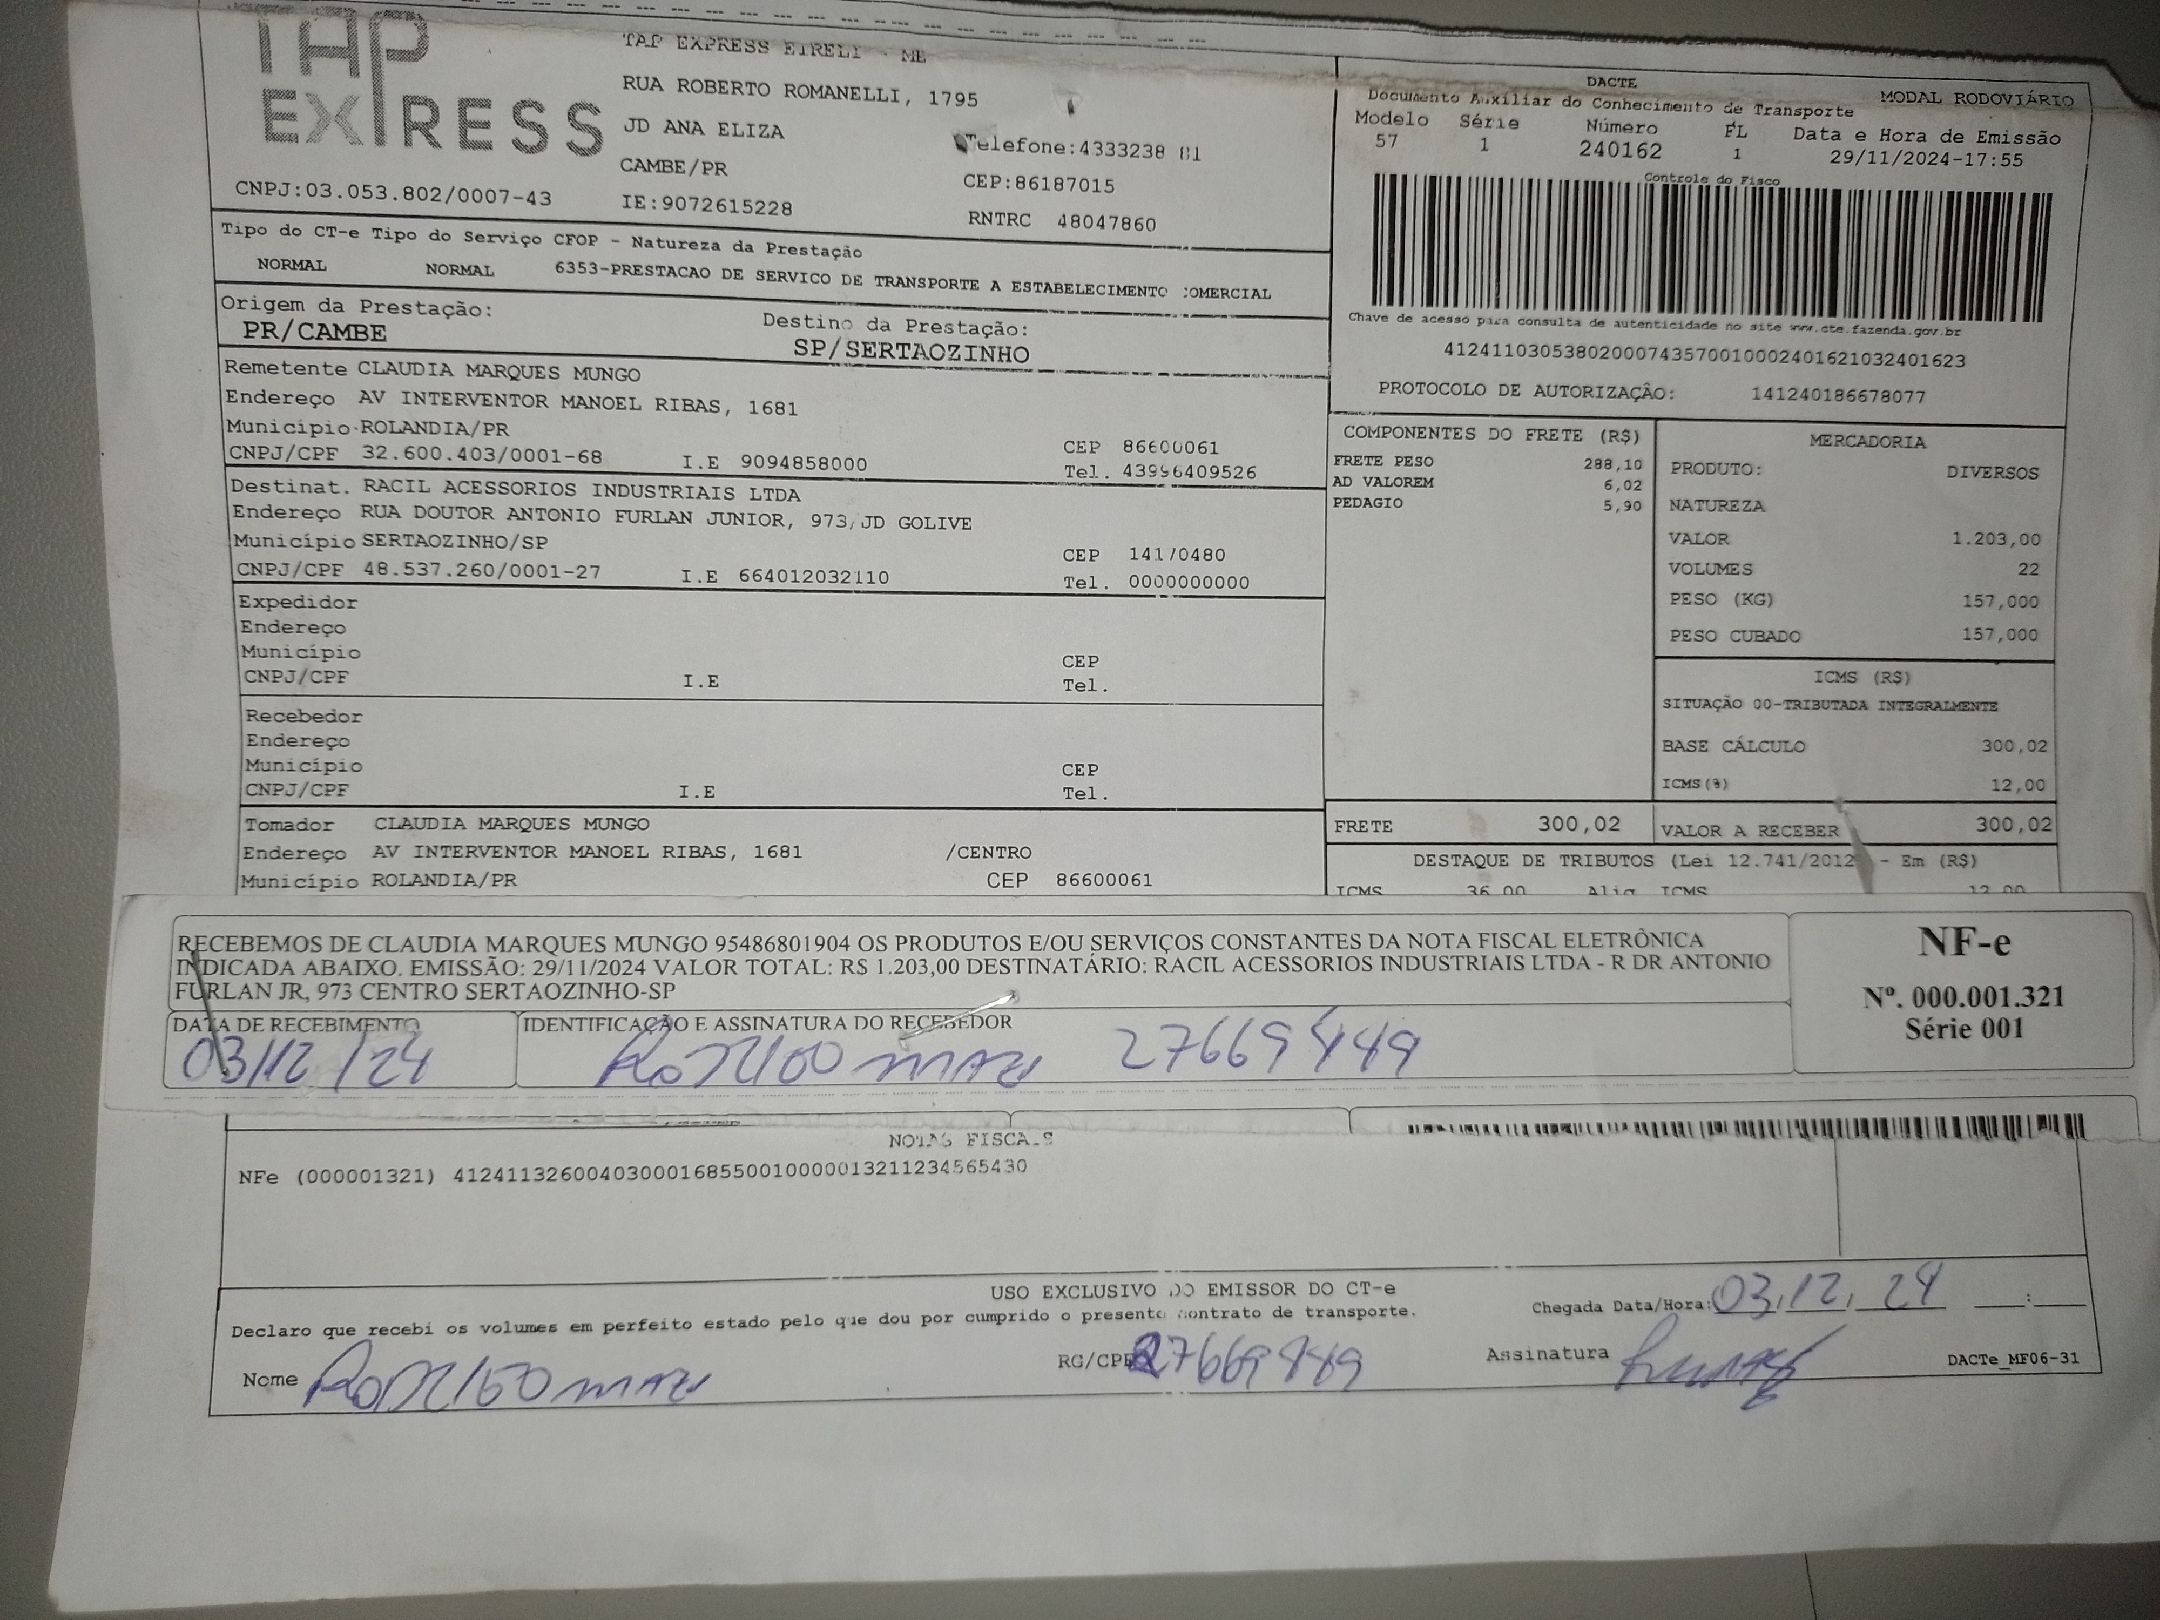 TAP EXPRESS
TAP EXPRESS EIRELI - ME
RUA ROBERTO ROMANELLI, 1795
JD ANA ELIZA
Telefone:4333238 81
CAMBE/PR
CEP:86187015
CNPJ:03.053.802/0007-43
IE:9072615228
RNTRC 48047860
DACTE
Documento Auxiliar do Conhecimento de Transporte
MODAL RODOVIÁRIO
Modelo Série Número FL Data e Hora de Emissão
57 1 240162 1 29/11/2024-17:55
Controle do Fisco
Chave de acesso para consulta de autenticidade no site www.cte.fazenda.gov.br
41241103053802000743570010002401621032401623
PROTOCOLO DE AUTORIZAÇÃO: 141240186678077
Tipo do CT-e Tipo do Serviço CFOP - Natureza da Prestação
NORMAL NORMAL 6353-PRESTACAO DE SERVICO DE TRANSPORTE A ESTABELECIMENTO COMERCIAL
Origem da Prestação: Destino da Prestação:
PR/CAMBE SP/SERTAOZINHO
Remetente CLAUDIA MARQUES MUNGO
Endereço AV INTERVENTOR MANOEL RIBAS, 1681
Município ROLANDIA/PR CEP 86600061
CNPJ/CPF 32.600.403/0001-68 I.E 9094858000 Tel. 43996409526
Destinat. RACIL ACESSORIOS INDUSTRIAIS LTDA
Endereço RUA DOUTOR ANTONIO FURLAN JUNIOR, 973/JD GOLIVE
Município SERTAOZINHO/SP CEP 14170480
CNPJ/CPF 48.537.260/0001-27 I.E 664012032110 Tel. 0000000000
Expedidor
Endereço
Município CEP
CNPJ/CPF I.E Tel.
Recebedor
Endereço
Município CEP
CNPJ/CPF I.E Tel.
Tomador CLAUDIA MARQUES MUNGO
Endereço AV INTERVENTOR MANOEL RIBAS, 1681 /CENTRO
Município ROLANDIA/PR CEP 86600061
COMPONENTES DO FRETE (R$)
FRETE PESO 288,10
AD VALOREM 6,02
PEDAGIO 5,90
MERCADORIA
PRODUTO: DIVERSOS
NATUREZA
VALOR 1.203,00
VOLUMES 22
PESO (KG) 157,000
PESO CUBADO 157,000
ICMS (R$)
SITUAÇÃO 00-TRIBUTADA INTEGRALMENTE
BASE CÁLCULO 300,02
ICMS(%) 12,00
FRETE 300,02 VALOR A RECEBER 300,02
DESTAQUE DE TRIBUTOS (Lei 12.741/2012) - Em (R$)
ICMS 36,00 Aliq ICMS 12,00
RECEBEMOS DE CLAUDIA MARQUES MUNGO 95486801904 OS PRODUTOS E/OU SERVIÇOS CONSTANTES DA NOTA FISCAL ELETRÔNICA
INDICADA ABAIXO. EMISSÃO: 29/11/2024 VALOR TOTAL: R$ 1.203,00 DESTINATÁRIO: RACIL ACESSORIOS INDUSTRIAIS LTDA - R DR ANTONIO
FURLAN JR, 973 CENTRO SERTAOZINHO-SP
DATA DE RECEBIMENTO IDENTIFICAÇÃO E ASSINATURA DO RECEBEDOR
03/12/24 27669449
NF-e
Nº. 000.001.321
Série 001
NOTAS FISCAIS
NFe (000001321) 41241132600403000168550010000013211234565430
USO EXCLUSIVO DO EMISSOR DO CT-e
Declaro que recebi os volumes em perfeito estado pelo que dou por cumprido o presente contrato de transporte.
Chegada Data/Hora: 03,12,24 __:__
Nome RG/CPF 27669449 Assinatura
DACTe_MF06-31